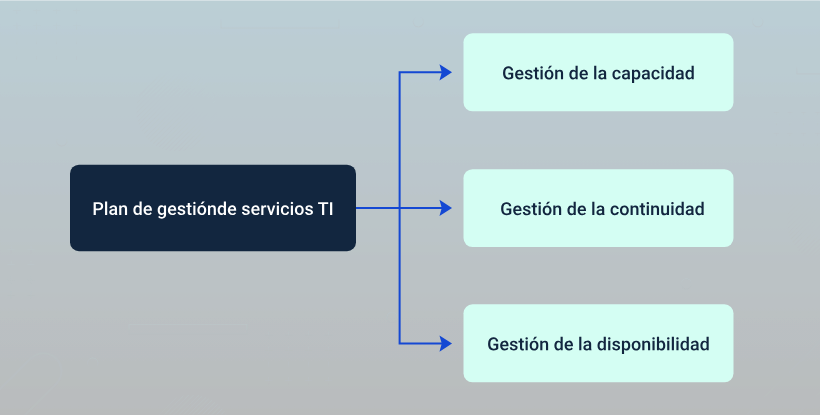 Gestión de la capacidad
Plan de gestiónde servicios TI
Gestión de la continuidad
Gestión de la disponibilidad